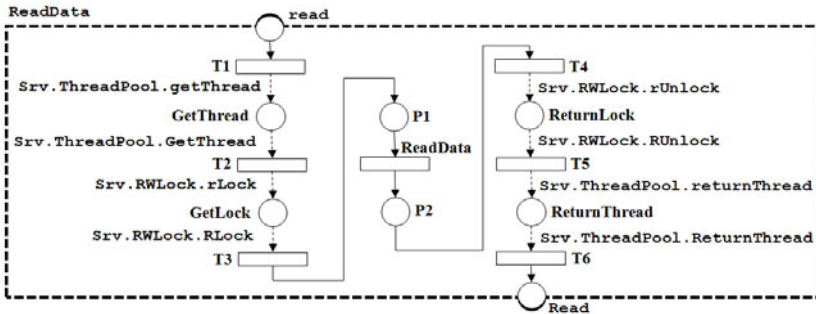 ReadData
read
T1
Srv.ThreadPool.getThread
GetThread
Srv.ThreadPool.GetThread
T2
Srv.RWLock.rLock
GetLock
Srv.RWLock.RLock
T3
P1
ReadData
P2
T4
Srv.RWLock.rUnlock
ReturnLock
Srv.RWLock.RUnlock
T5
Srv.ThreadPool.returnThread
ReturnThread
Srv.ThreadPool.ReturnThread
T6
Read